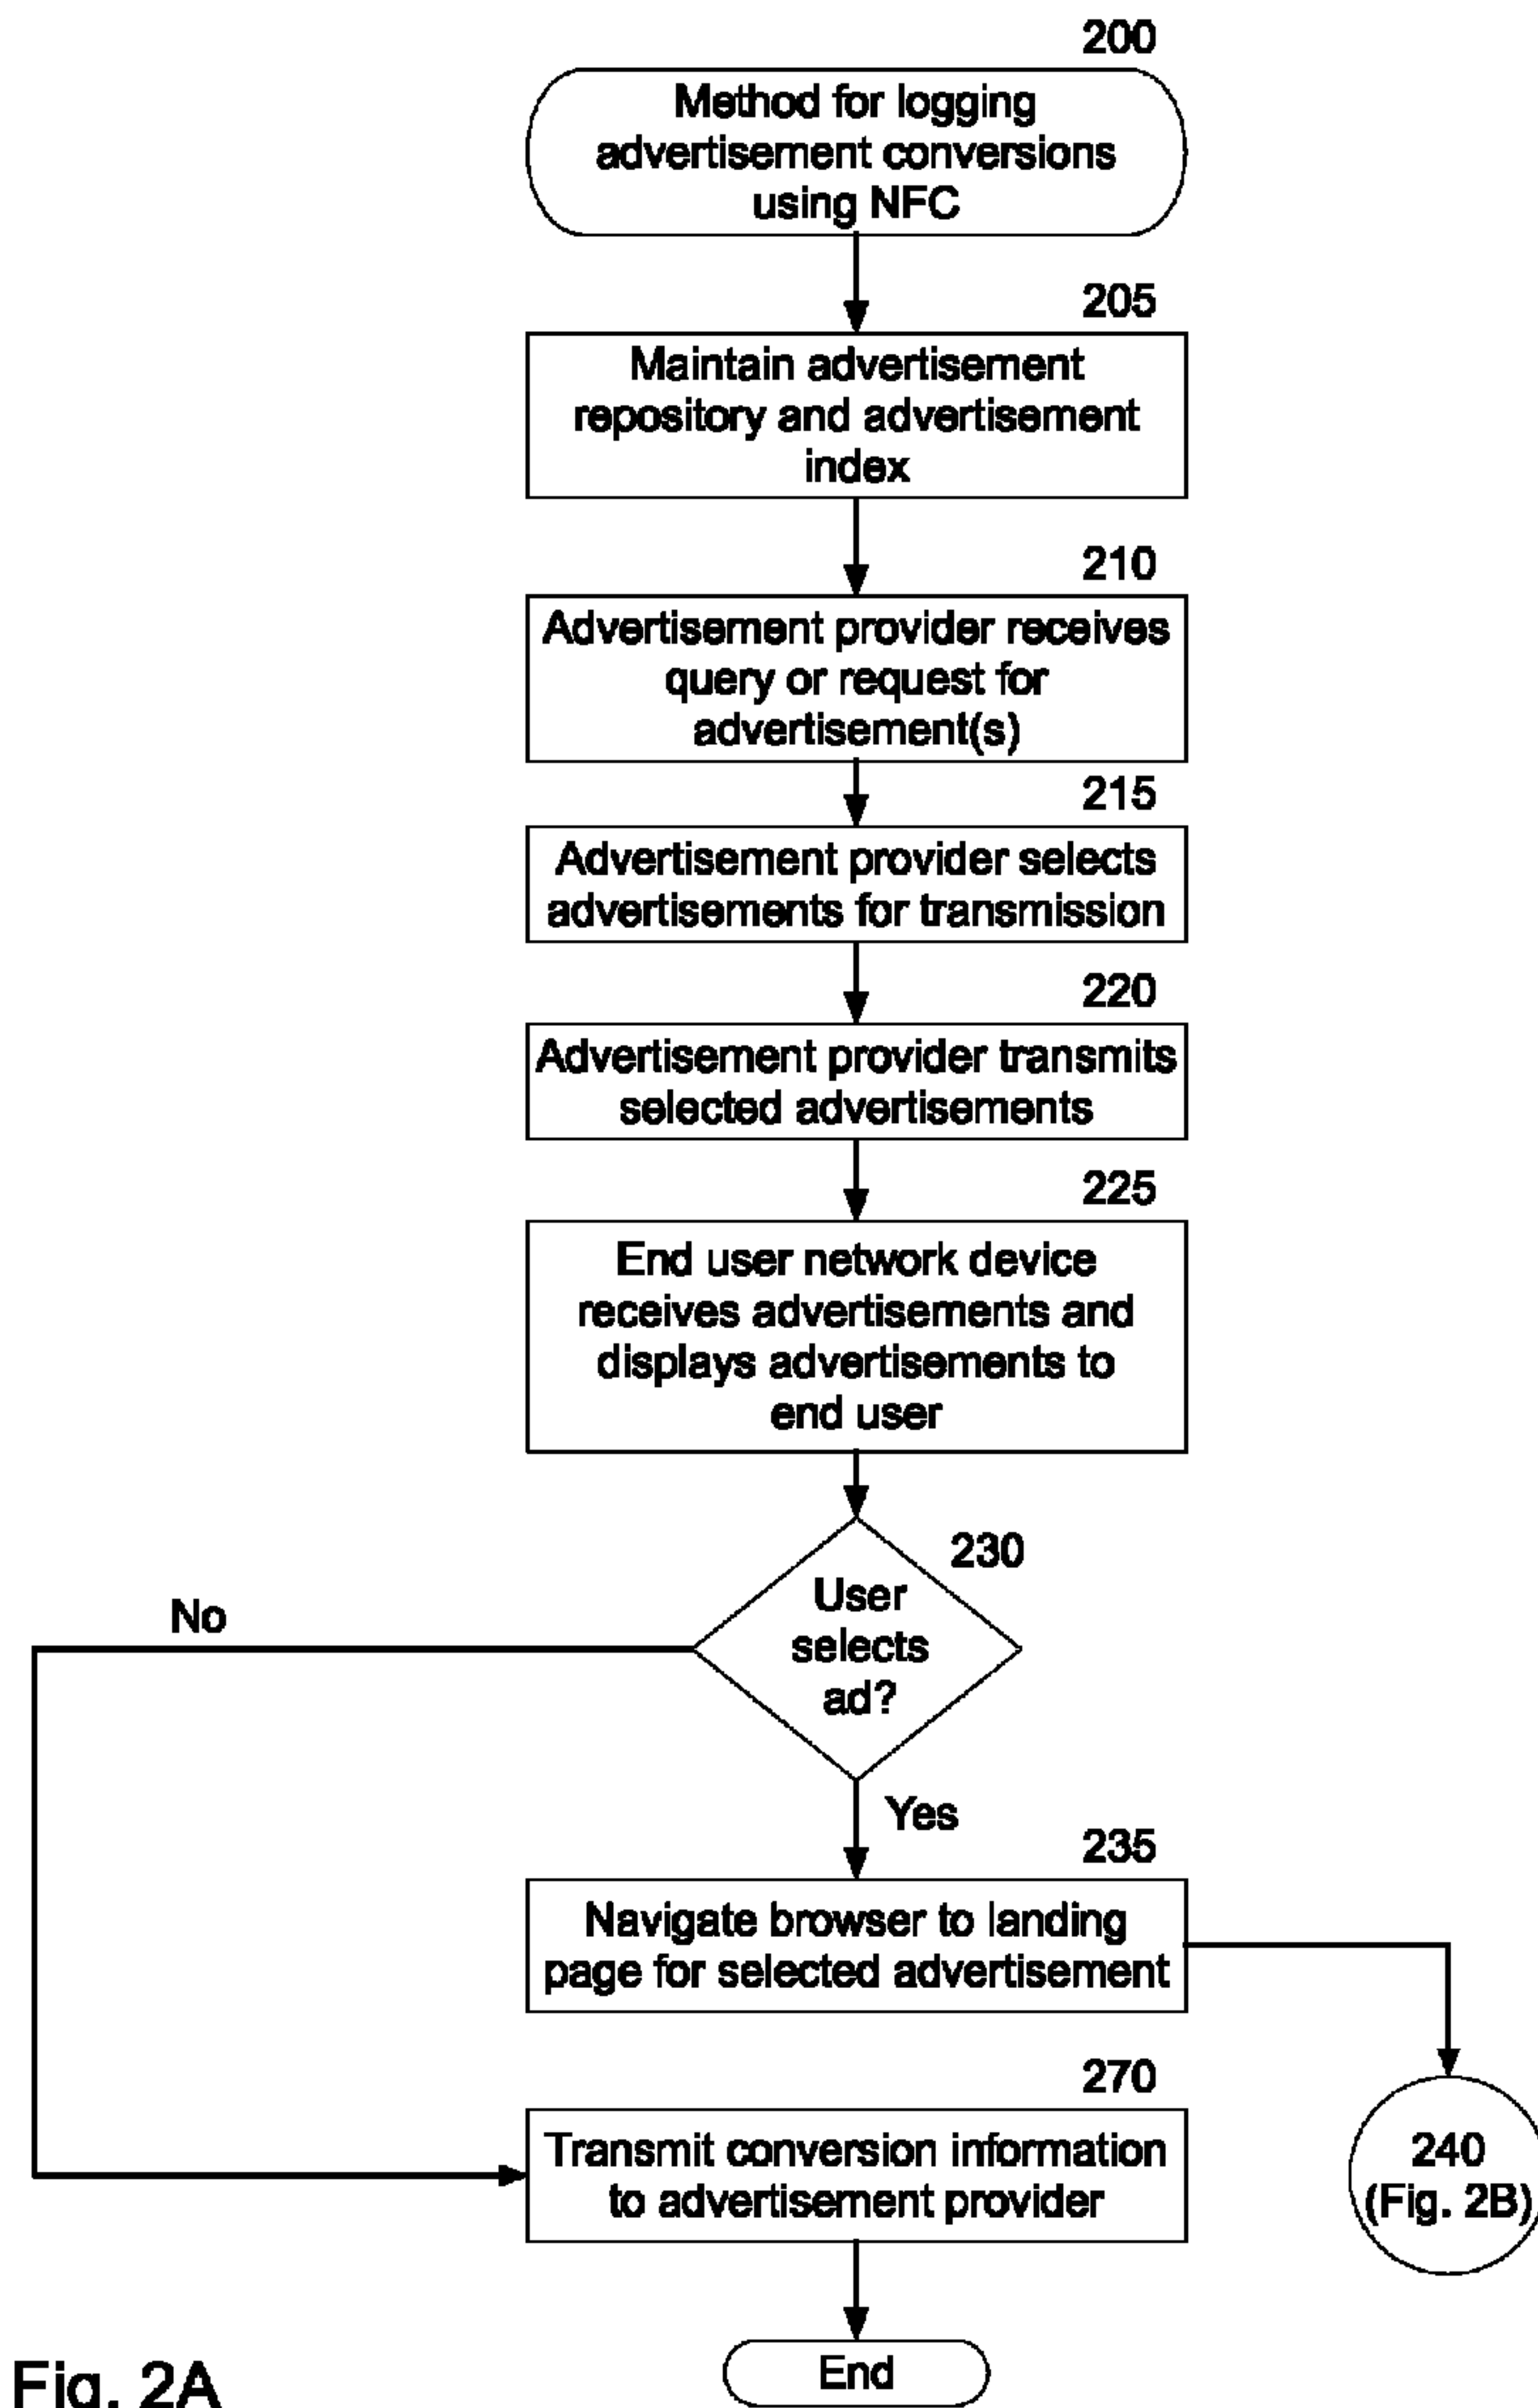 200
Method for logging
advertisement conversions
using NFC
205
Maintain advertisement
repository and advertisement
index
210
Advertisement provider receives
query or request for
advertisement(s)
215
Advertisement provider selects
advertisements for transmission
220
Advertisement provider transmits
selected advertisements
225
End user network device
receives advertisements and
displays advertisements to
end user
230
User
selects
ad?
No
Yes
235
Navigate browser to landing
page for selected advertisement
270
Transmit conversion information
to advertisement provider
240
(Fig. 2B)
End
Fig. 2A